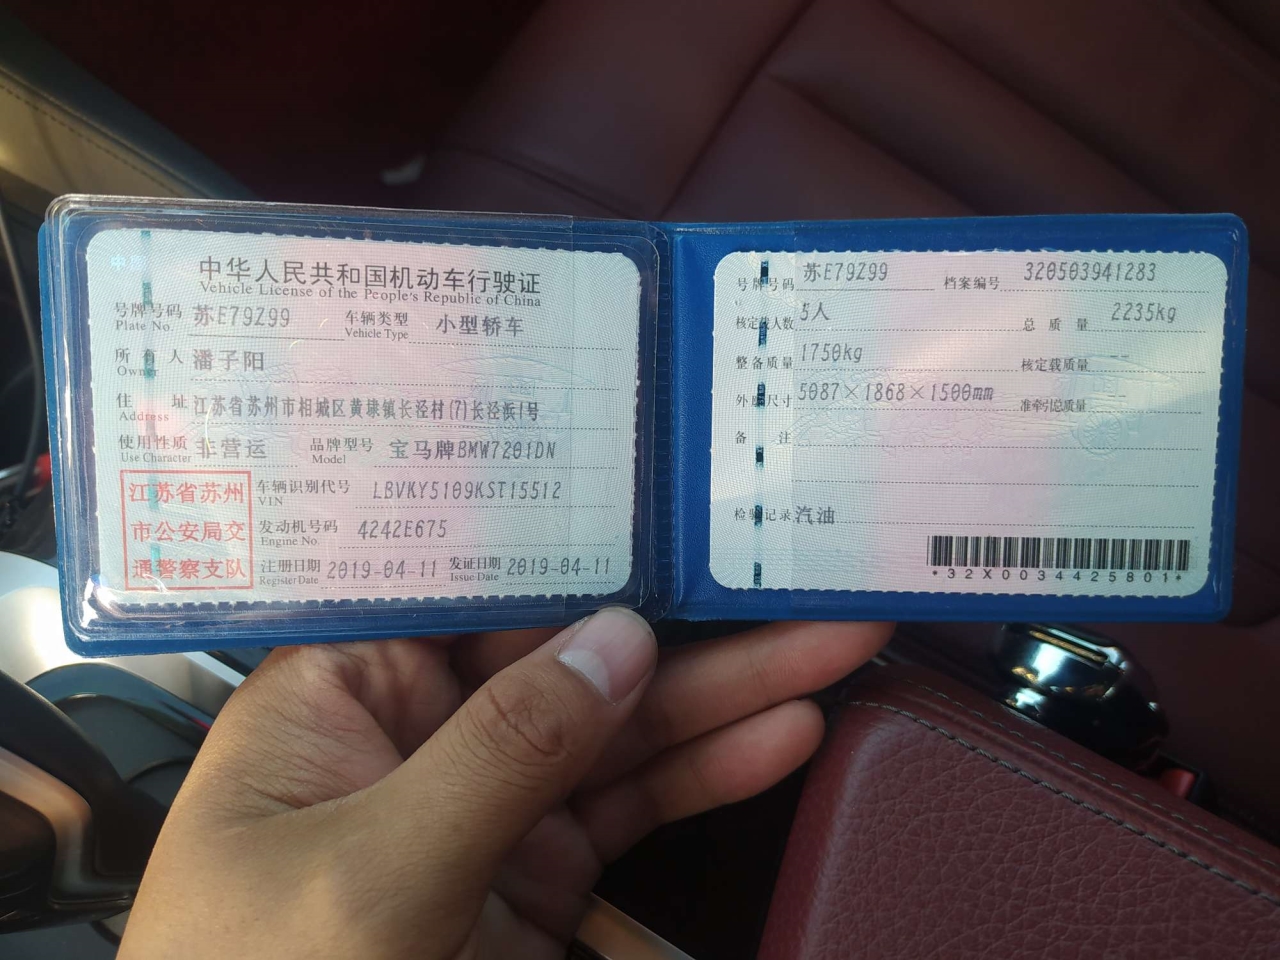 中华人民共和国机动车行驶证
Vehicle License of the People's Republic of China
号牌号码 苏E79Z99 车辆类型 小型轿车
Plate No. Vehicle Type
所有人 潘子阳
Owner
住址 江苏省苏州市相城区黄埭镇长泾村(7)长泾浜1号
Address
使用性质 非营运 品牌型号 宝马牌BMW7201DN
Use Character Model
江苏省苏州
市公安局交
通警察支队
车辆识别代号 LBVKY5109KST15512
VIN
发动机号码 4242E675
Engine No.
注册日期 2019-04-11 发证日期 2019-04-11
Register Date Issue Date
号牌号码 苏E79Z99 档案编号 320503941283
核定载人数 5人 总质量 2235kg
整备质量 1750kg 核定载质量 --
外廓尺寸 5087×1868×1500mm 准牵引总质量 --
备注
检验记录 汽油
*32X0034425801*